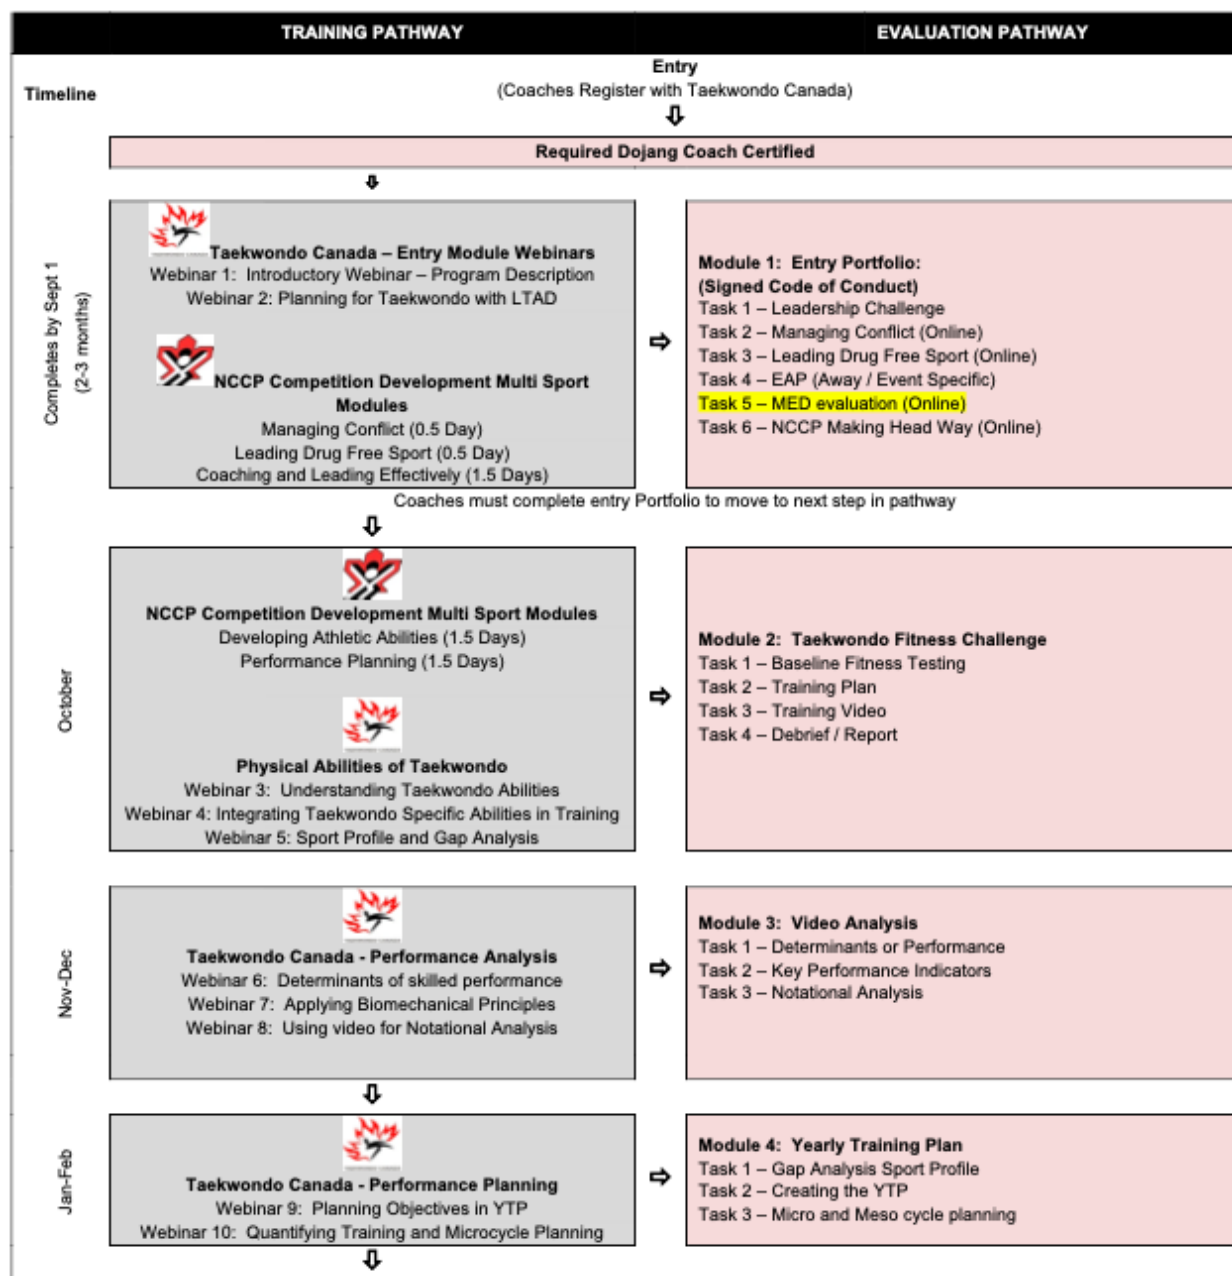 TRAINING PATHWAY
EVALUATION PATHWAY
Timeline
Entry
(Coaches Register with Taekwondo Canada)
Required Dojang Coach Certified
Completes by Sept 1
(2-3 months)
Taekwondo Canada – Entry Module Webinars
Webinar 1: Introductory Webinar – Program Description
Webinar 2: Planning for Taekwondo with LTAD
NCCP Competition Development Multi Sport
Modules
Managing Conflict (0.5 Day)
Leading Drug Free Sport (0.5 Day)
Coaching and Leading Effectively (1.5 Days)
Module 1: Entry Portfolio:
(Signed Code of Conduct)
Task 1 – Leadership Challenge
Task 2 – Managing Conflict (Online)
Task 3 – Leading Drug Free Sport (Online)
Task 4 – EAP (Away / Event Specific)
Task 5 – MED evaluation (Online)
Task 6 – NCCP Making Head Way (Online)
Coaches must complete entry Portfolio to move to next step in pathway
October
NCCP Competition Development Multi Sport Modules
Developing Athletic Abilities (1.5 Days)
Performance Planning (1.5 Days)
Physical Abilities of Taekwondo
Webinar 3: Understanding Taekwondo Abilities
Webinar 4: Integrating Taekwondo Specific Abilities in Training
Webinar 5: Sport Profile and Gap Analysis
Module 2: Taekwondo Fitness Challenge
Task 1 – Baseline Fitness Testing
Task 2 – Training Plan
Task 3 – Training Video
Task 4 – Debrief / Report
Nov-Dec
Taekwondo Canada - Performance Analysis
Webinar 6: Determinants of skilled performance
Webinar 7: Applying Biomechanical Principles
Webinar 8: Using video for Notational Analysis
Module 3: Video Analysis
Task 1 – Determinants or Performance
Task 2 – Key Performance Indicators
Task 3 – Notational Analysis
Jan-Feb
Taekwondo Canada - Performance Planning
Webinar 9: Planning Objectives in YTP
Webinar 10: Quantifying Training and Microcycle Planning
Module 4: Yearly Training Plan
Task 1 – Gap Analysis Sport Profile
Task 2 – Creating the YTP
Task 3 – Micro and Meso cycle planning